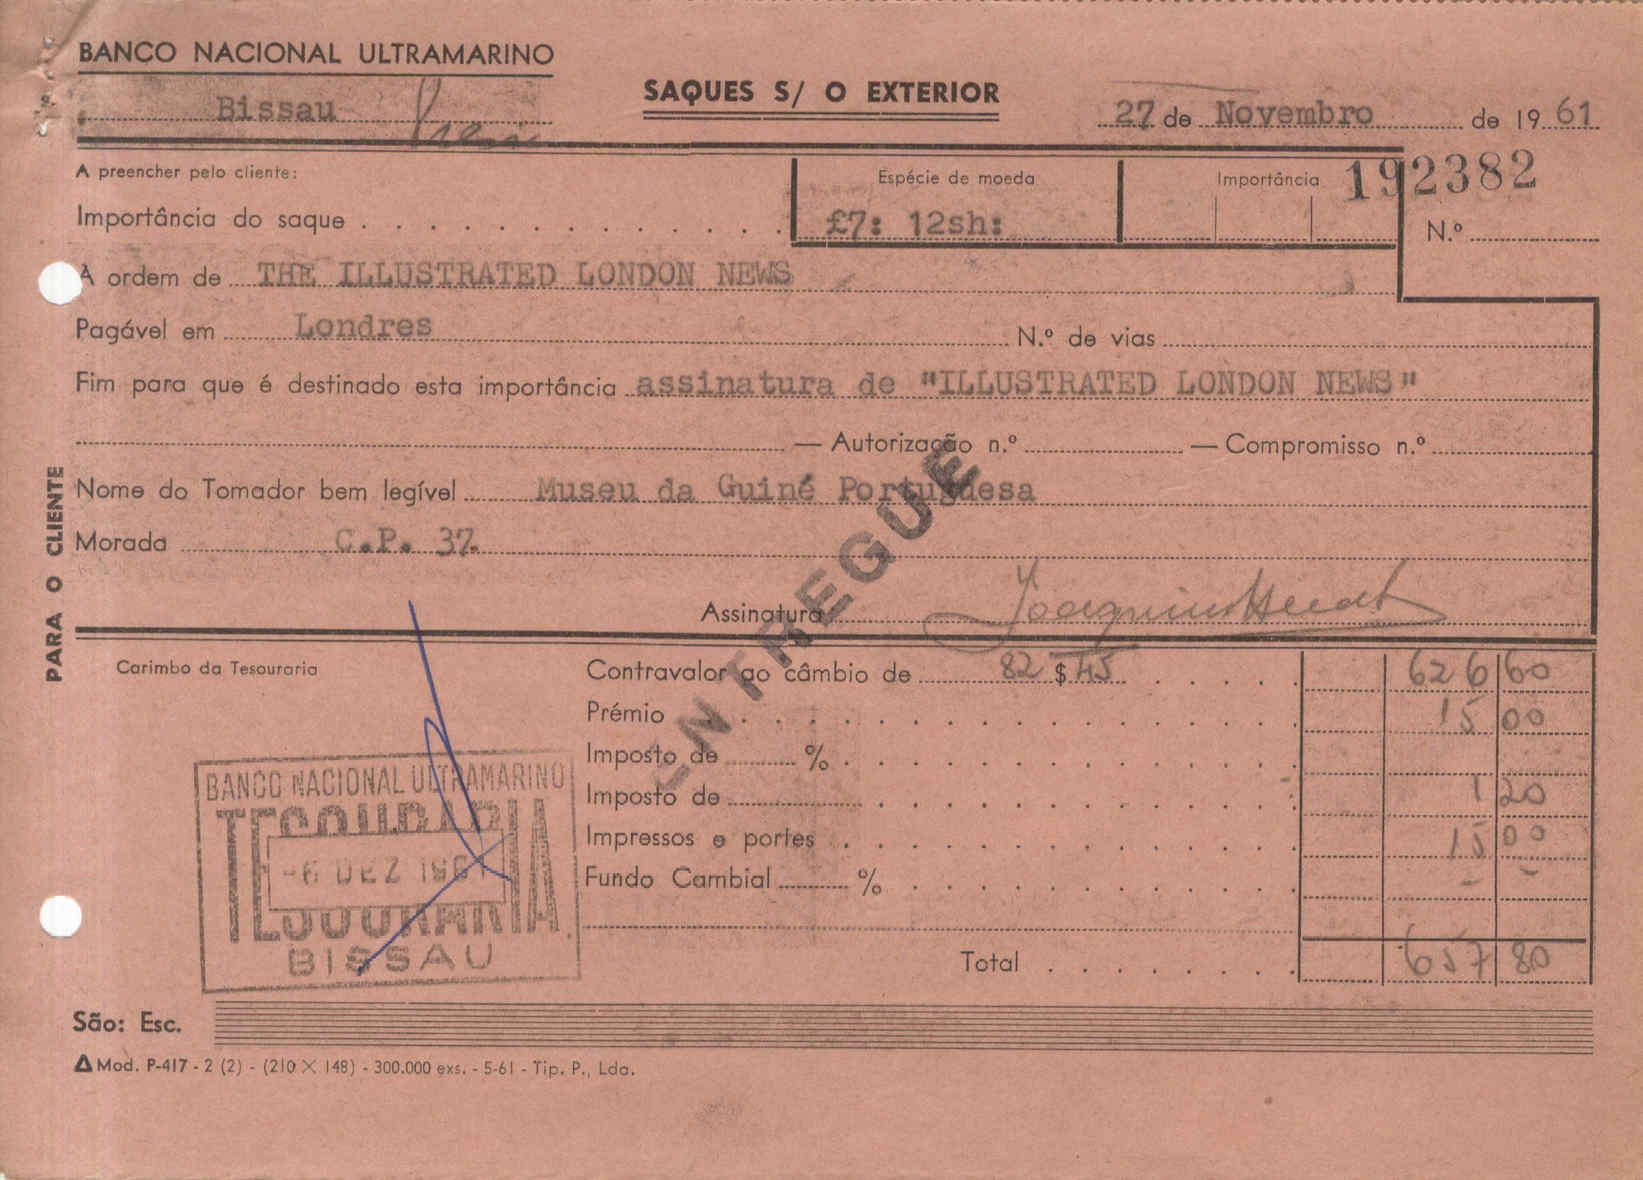 BANCO NACIONAL ULTRAMARINO
SAQUES S/ O EXTERIOR
Bissau
27 de Novembro de 1961
A preencher pelo cliente:
Espécie de moeda
Importância
192382
Importância do saque
£7: 12sh:
N.º
À ordem de THE ILLUSTRATED LONDON NEWS
Pagável em Londres N.º de vias
Fim para que é destinado esta importância assinatura de "ILLUSTRATED LONDON NEWS"
— Autorização n.º — Compromisso n.º
Nome do Tomador bem legível Museu da Guiné Portuguesa
Morada C.P. 37.
PARA O CLIENTE
ENTREGUE
Assinatura
Carimbo da Tesouraria
Contravalor ao câmbio de 82 $ 45 626 60
Prémio 15 00
Imposto de %
Imposto de 1 20
Impressos e portes 15 00
Fundo Cambial % - -
Total 657 80
BANCO NACIONAL ULTRAMARINO
TESOURARIA
-6 DEZ 1961
TESOURARIA
BISSAU
São: Esc.
Mod. P-417 - 2 (2) - (210 X 148) - 300.000 exs. - 5-61 - Tip. P., Lda.